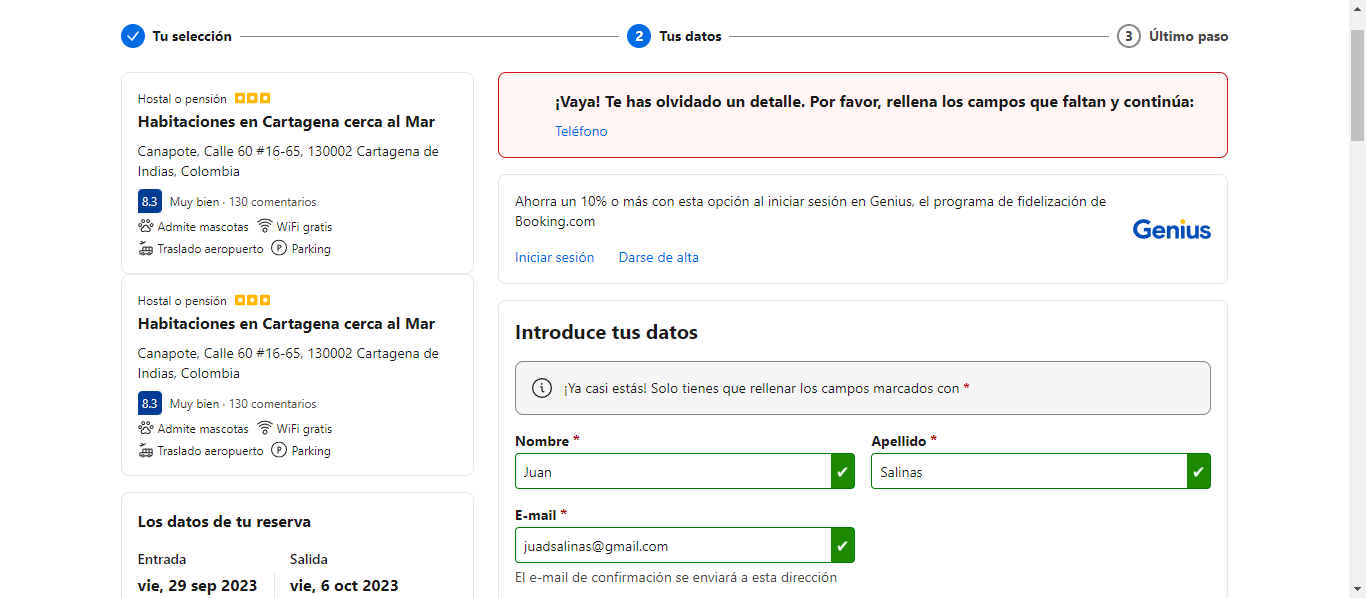 Tu selección
2 Tus datos
3 Último paso
Hostal o pensión
Habitaciones en Cartagena cerca al Mar
Canapote, Calle 60 #16-65, 130002 Cartagena de
Indias, Colombia
8.3 Muy bien · 130 comentarios
Admite mascotas WiFi gratis
Traslado aeropuerto P Parking
Hostal o pensión
Habitaciones en Cartagena cerca al Mar
Canapote, Calle 60 #16-65, 130002 Cartagena de
Indias, Colombia
8.3 Muy bien · 130 comentarios
Admite mascotas WiFi gratis
Traslado aeropuerto P Parking
Los datos de tu reserva
Entrada
vie, 29 sep 2023
Salida
vie, 6 oct 2023
¡Vaya! Te has olvidado un detalle. Por favor, rellena los campos que faltan y continúa:
Teléfono
Ahorra un 10% o más con esta opción al iniciar sesión en Genius, el programa de fidelización de
Booking.com
Genius
Iniciar sesión Darse de alta
Introduce tus datos
¡Ya casi estás! Solo tienes que rellenar los campos marcados con *
Nombre *
Juan
Apellido *
Salinas
E-mail *
juadsalinas@gmail.com
El e-mail de confirmación se enviará a esta dirección